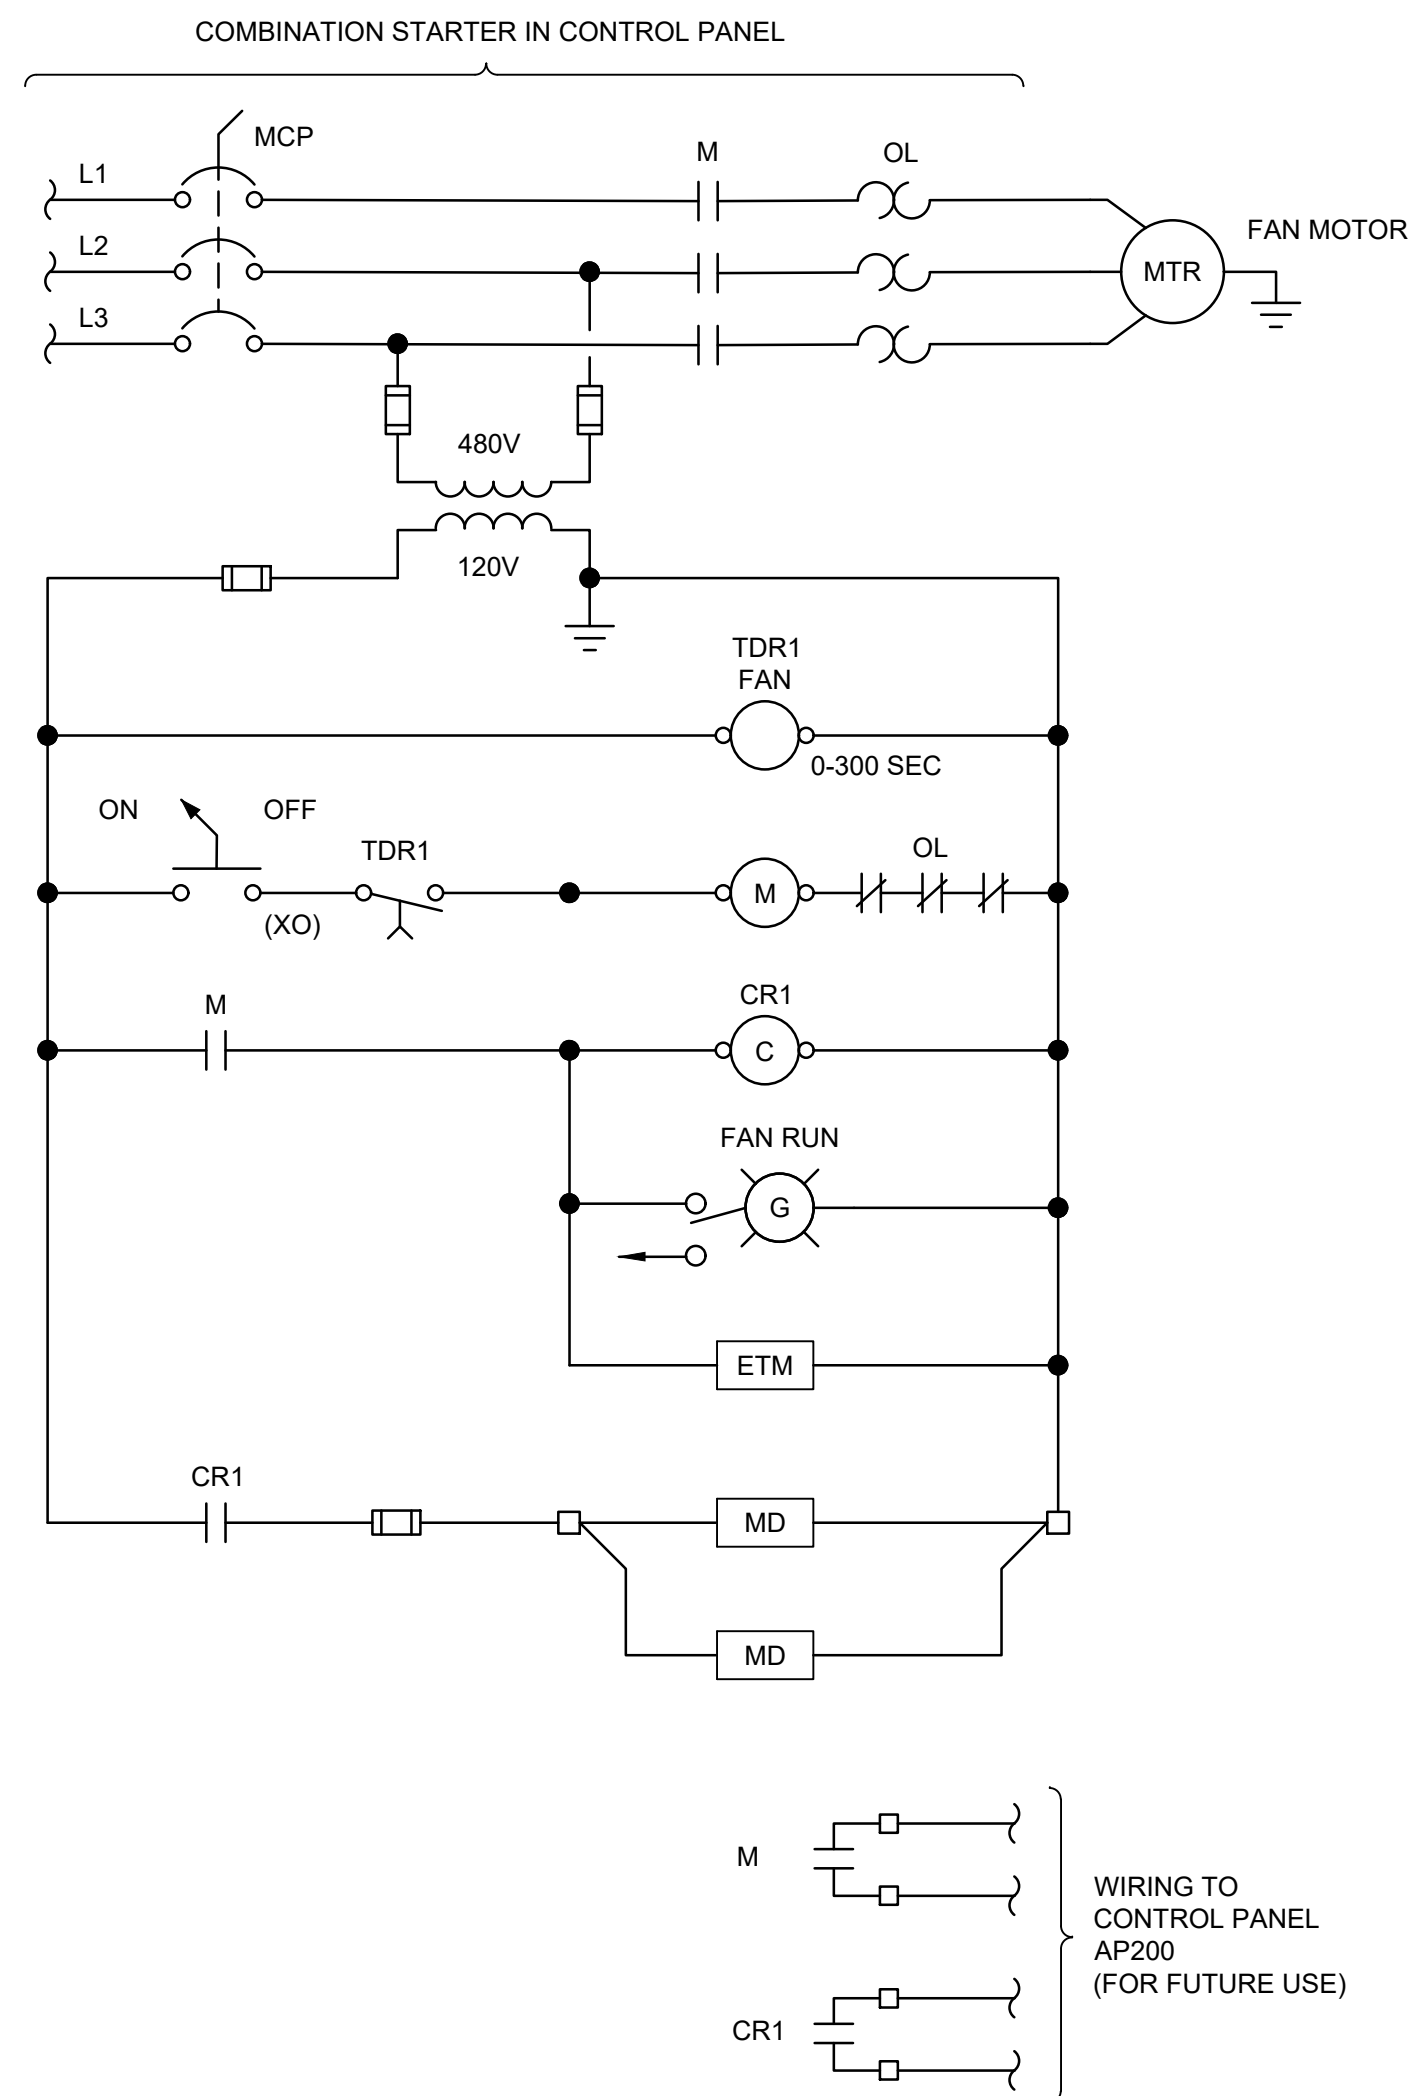 COMBINATION STARTER IN CONTROL PANEL
MCP
M
OL
L1
L2
FAN MOTOR
MTR
L3
480V
120V
TDR1
FAN
0-300 SEC
ON
OFF
TDR1
OL
M
(XO)
M
CR1
C
FAN RUN
G
ETM
CR1
MD
MD
M
WIRING TO
CONTROL PANEL
AP200
(FOR FUTURE USE)
CR1